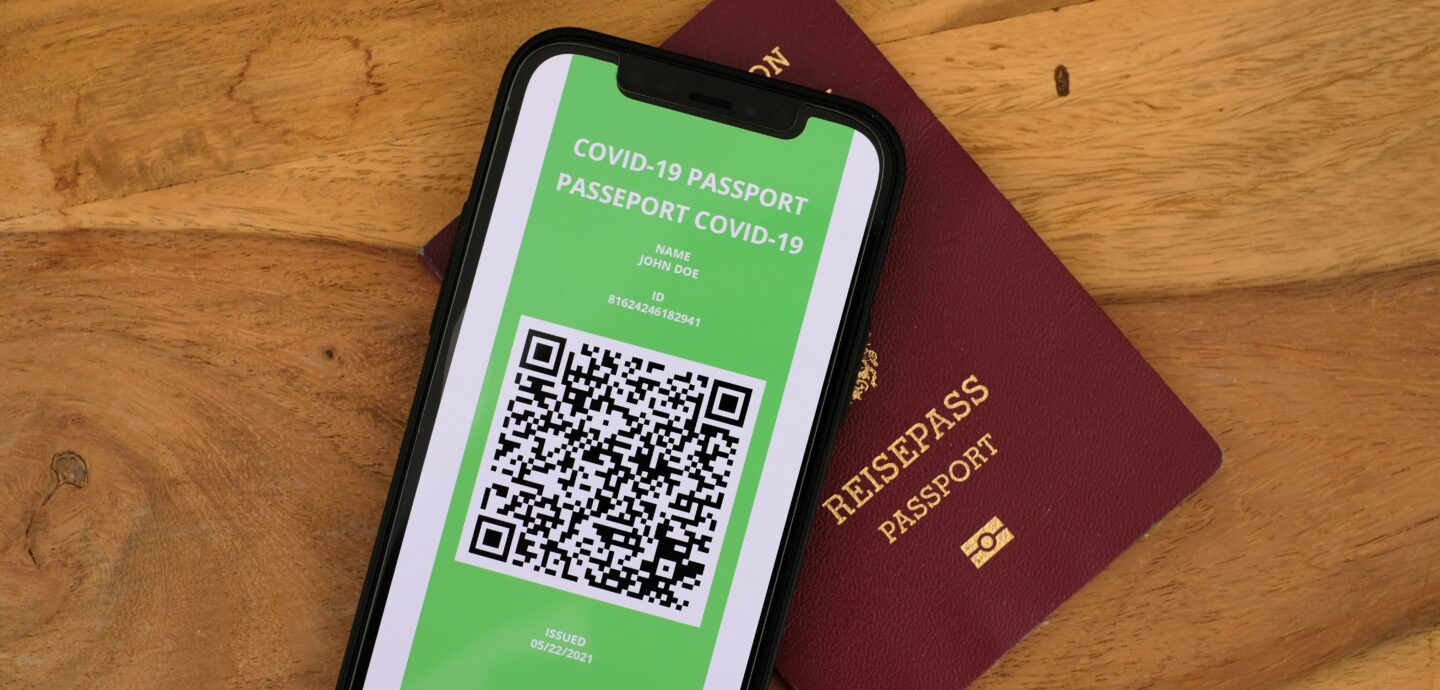 COVID-19 PASSPORT
PASSEPORT COVID-19
NAME
JOHN DOE
ID
81624246182941
ISSUED
05/22/2021
REISEPASS
PASSPORT